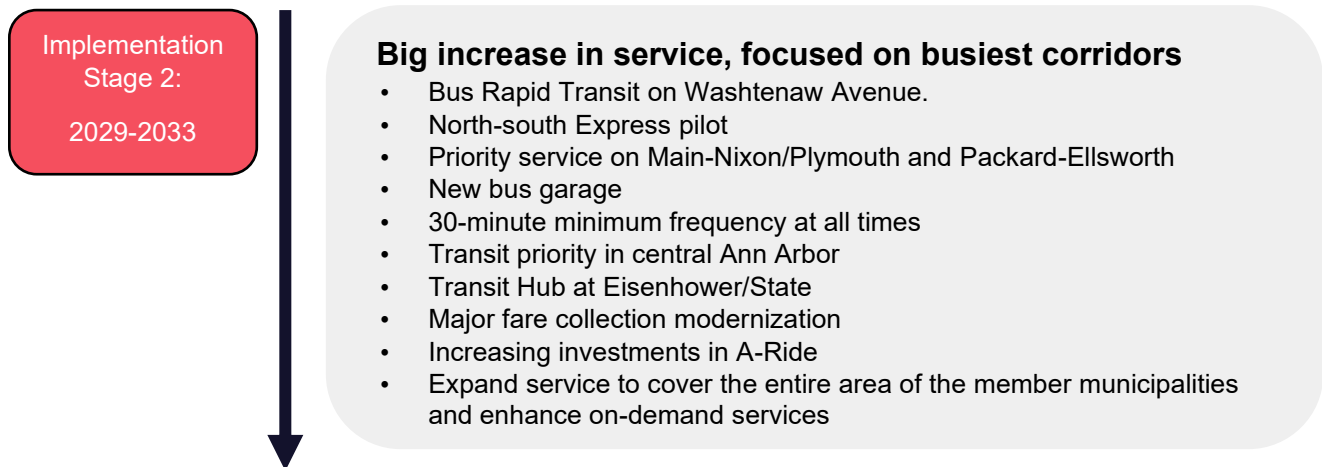 Implementation
Stage 2:
2029-2033
Big increase in service, focused on busiest corridors
• Bus Rapid Transit on Washtenaw Avenue.
• North-south Express pilot
• Priority service on Main-Nixon/Plymouth and Packard-Ellsworth
• New bus garage
• 30-minute minimum frequency at all times
• Transit priority in central Ann Arbor
• Transit Hub at Eisenhower/State
• Major fare collection modernization
• Increasing investments in A-Ride
• Expand service to cover the entire area of the member municipalities
and enhance on-demand services